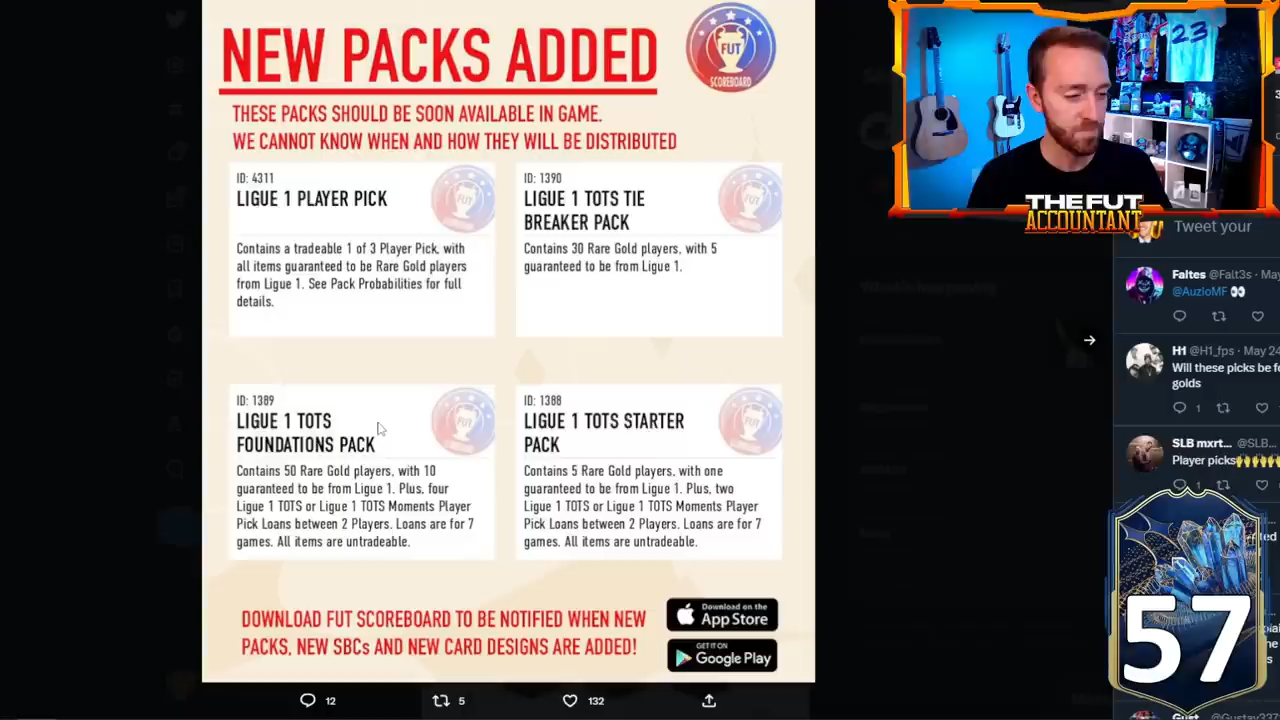 NEW PACKS ADDED
FUT
SCOREBOARD
THESE PACKS SHOULD BE SOON AVAILABLE IN GAME.
WE CANNOT KNOW WHEN AND HOW THEY WILL BE DISTRIBUTED
ID: 4311
LIGUE 1 PLAYER PICK
FUT
Contains a tradeable 1 of 3 Player Pick, with
all items guaranteed to be Rare Gold players
from Ligue 1. See Pack Probabilities for full
details.
ID: 1390
LIGUE 1 TOTS TIE
BREAKER PACK
FUT
Contains 30 Rare Gold players, with 5
guaranteed to be from Ligue 1.
ID: 1389
LIGUE 1 TOTS
FOUNDATIONS PACK
FUT
Contains 50 Rare Gold players, with 10
guaranteed to be from Ligue 1. Plus, four
Ligue 1 TOTS or Ligue 1 TOTS Moments Player
Pick Loans between 2 Players. Loans are for 7
games. All items are untradeable.
ID: 1388
LIGUE 1 TOTS STARTER
PACK
FUT
Contains 5 Rare Gold players, with one
guaranteed to be from Ligue 1. Plus, two
Ligue 1 TOTS or Ligue 1 TOTS Moments Player
Pick Loans between 2 Players. Loans are for 7
games. All items are untradeable.
DOWNLOAD FUT SCOREBOARD TO BE NOTIFIED WHEN NEW
PACKS, NEW SBCs AND NEW CARD DESIGNS ARE ADDED!
Download on the
App Store
GET IT ON
Google Play
12
5
132
23
THE FUT
ACCOUNTANT
Tweet your
Faltes @Falt3s · May
@AuzioMF 👀
H1 @H1_fps · May 24
Will these picks be fo
golds
1
SLB mxrt... @SLB...
Player picks🙌🙌🙌
1
57
Gust